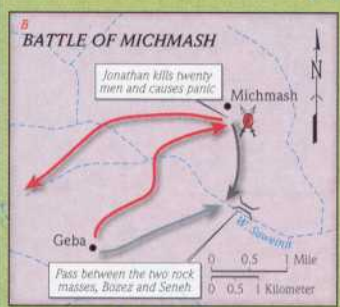 B
BATTLE OF MICHMASH
Jonathan kills twenty
men and causes panic
Michmash
N
W. Suweinit
Geba
Pass between the two rock
masses, Bozez and Seneh
0 0.5 1 Mile
0 0.5 1 Kilometer